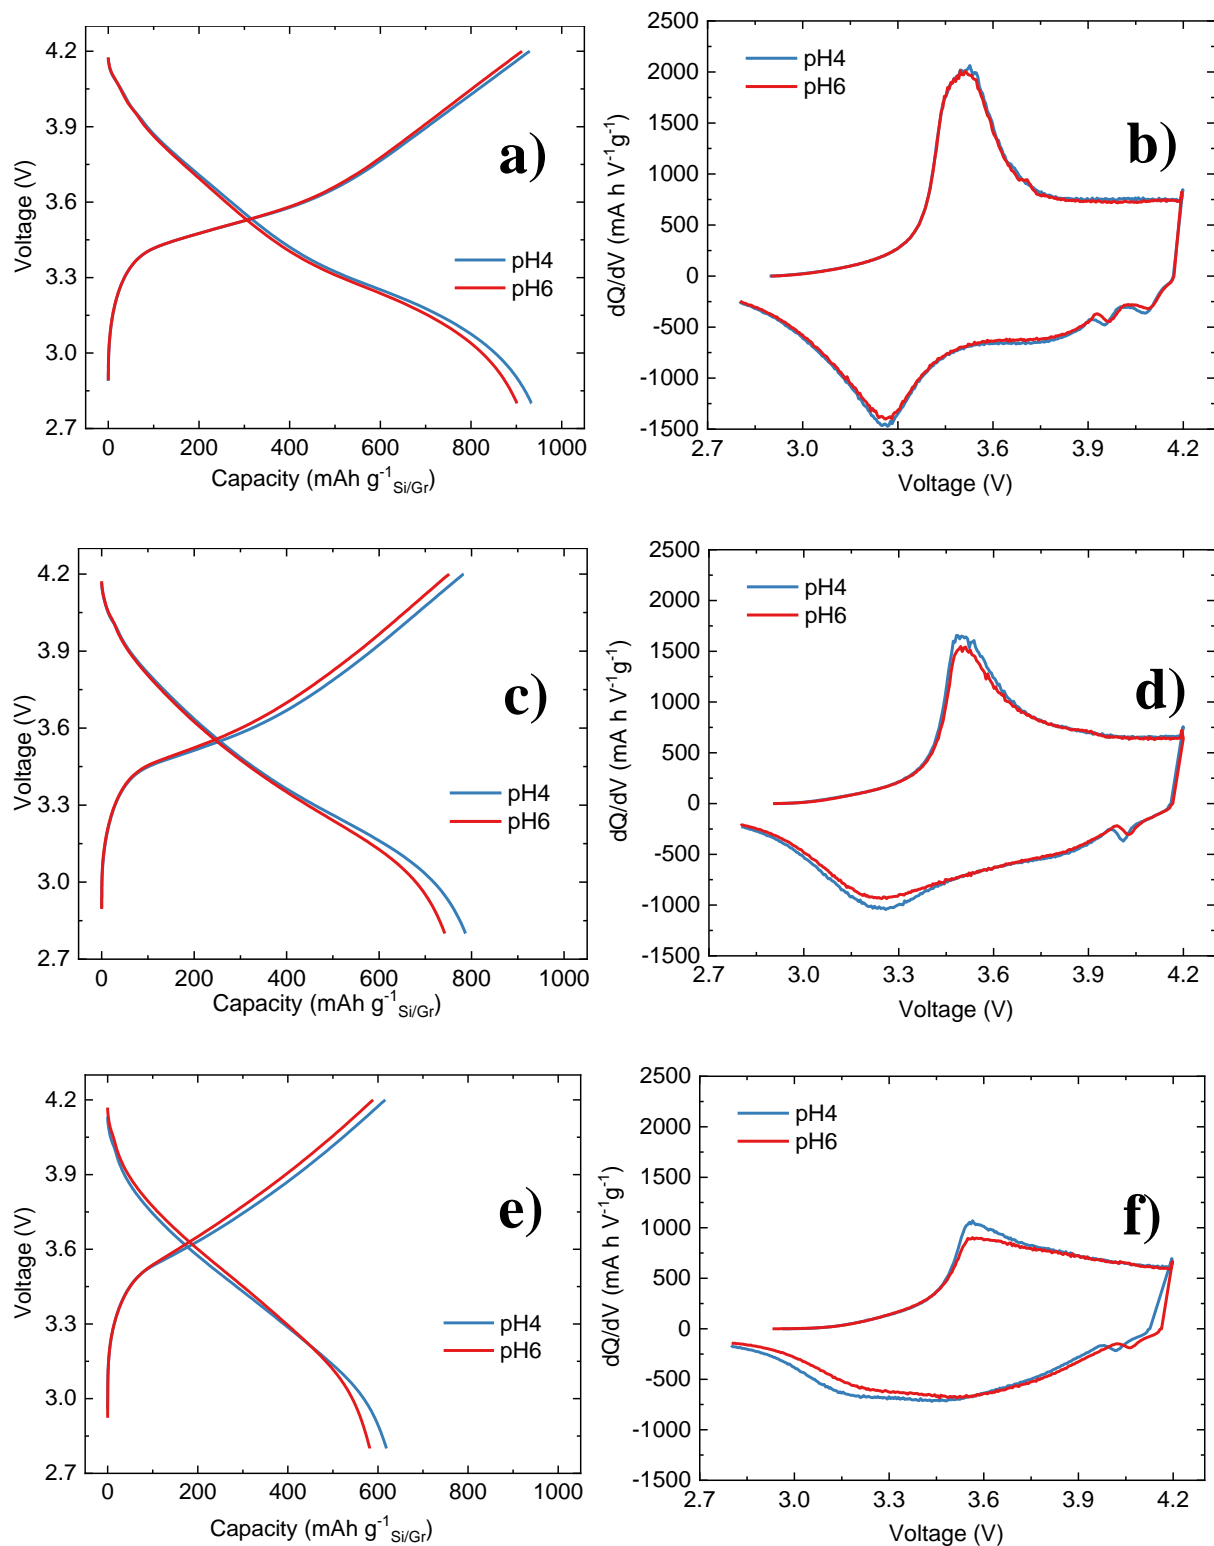 4.2
3.9
3.6
3.3
3.0
2.7
Voltage (V)
0 200 400 600 800 1000
Capacity (mAh g-1Si/Gr)
pH4
pH6
a)
2500
2000
1500
1000
500
0
-500
-1000
-1500
dQ/dV (mA h V-1g-1)
2.7 3.0 3.3 3.6 3.9 4.2
Voltage (V)
pH4
pH6
b)
4.2
3.9
3.6
3.3
3.0
2.7
Voltage (V)
0 200 400 600 800 1000
Capacity (mAh g-1Si/Gr)
pH4
pH6
c)
2500
2000
1500
1000
500
0
-500
-1000
-1500
dQ/dV (mA h V-1g-1)
2.7 3.0 3.3 3.6 3.9 4.2
Voltage (V)
pH4
pH6
d)
4.2
3.9
3.6
3.3
3.0
2.7
Voltage (V)
0 200 400 600 800 1000
Capacity (mAh g-1Si/Gr)
pH4
pH6
e)
2500
2000
1500
1000
500
0
-500
-1000
-1500
dQ/dV (mA h V-1g-1)
2.7 3.0 3.3 3.6 3.9 4.2
Voltage (V)
pH4
pH6
f)